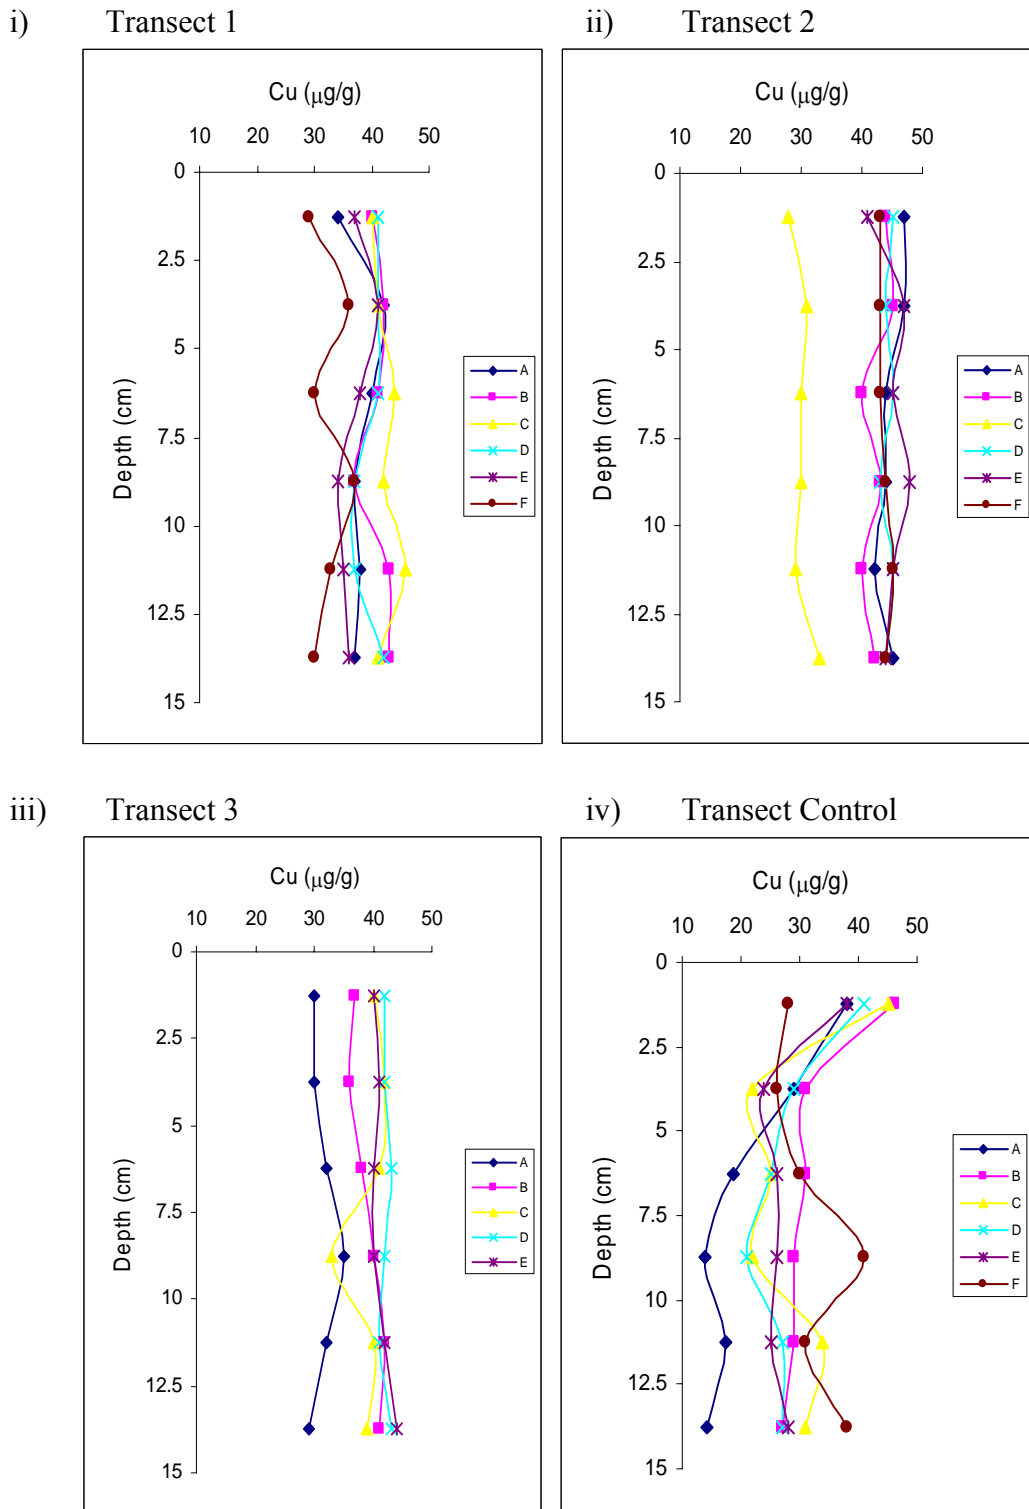 i) Transect 1
Cu (µg/g)
10 20 30 40 50
0
2.5
5
7.5
10
12.5
15
Depth (cm)
A
B
C
D
E
F
ii) Transect 2
Cu (µg/g)
10 20 30 40 50
0
2.5
5
7.5
10
12.5
15
Depth (cm)
A
B
C
D
E
F
iii) Transect 3
Cu (µg/g)
10 20 30 40 50
0
2.5
5
7.5
10
12.5
15
Depth (cm)
A
B
C
D
E
iv) Transect Control
Cu (µg/g)
10 20 30 40 50
0
2.5
5
7.5
10
12.5
15
Depth (cm)
A
B
C
D
E
F